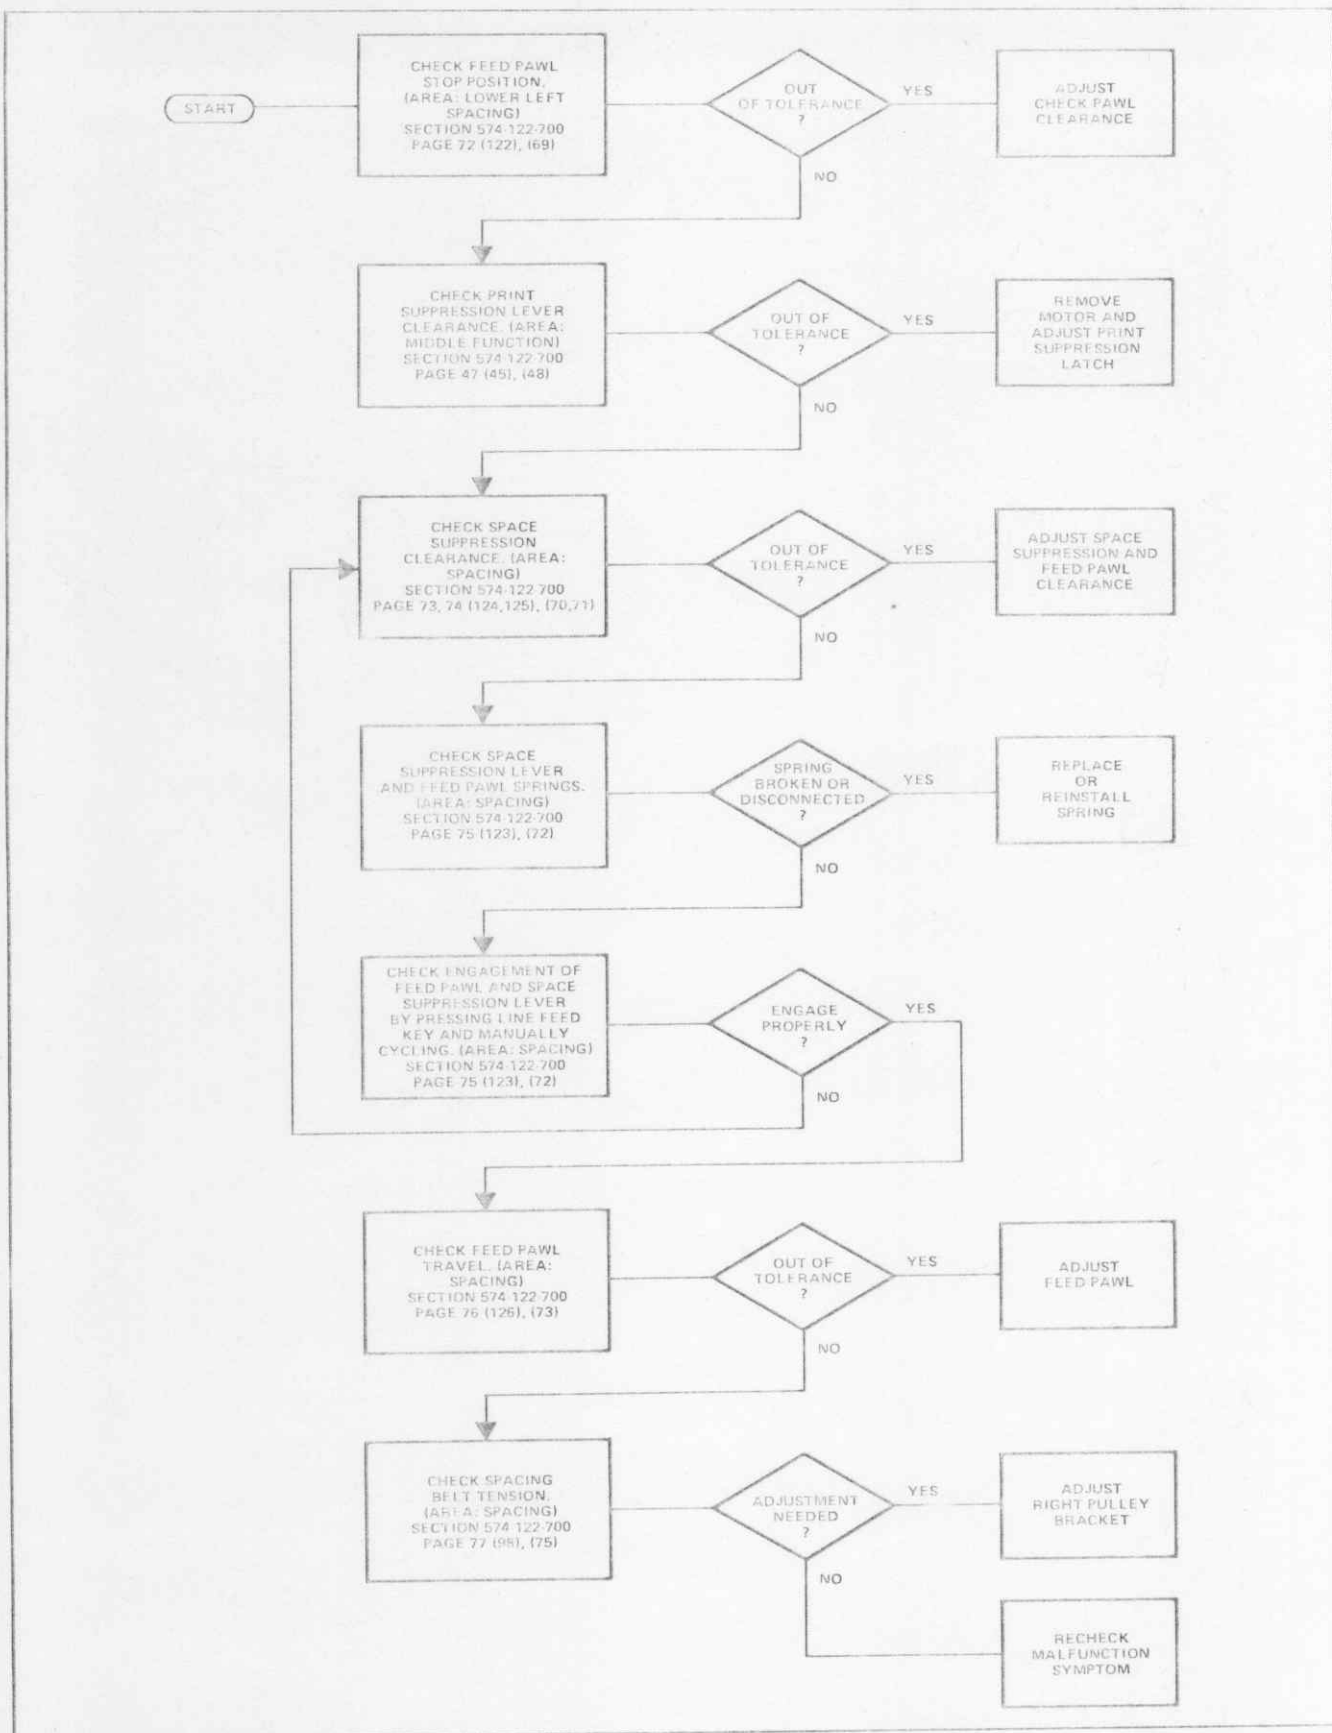 START
CHECK FEED PAWL
STOP POSITION.
(AREA: LOWER LEFT
SPACING)
SECTION 574-122-700
PAGE 72 (122), (69)
OUT
OF TOLERANCE
?
YES
ADJUST
CHECK PAWL
CLEARANCE
NO
CHECK PRINT
SUPPRESSION LEVER
CLEARANCE. (AREA:
MIDDLE FUNCTION)
SECTION 574-122-700
PAGE 47 (45), (48)
OUT OF
TOLERANCE
?
YES
REMOVE
MOTOR AND
ADJUST PRINT
SUPPRESSION
LATCH
NO
CHECK SPACE
SUPPRESSION
CLEARANCE. (AREA:
SPACING)
SECTION 574-122-700
PAGE 73, 74 (124,125), (70,71)
OUT OF
TOLERANCE
?
YES
ADJUST SPACE
SUPPRESSION AND
FEED PAWL
CLEARANCE
NO
CHECK SPACE
SUPPRESSION LEVER
AND FEED PAWL SPRINGS.
(AREA: SPACING)
SECTION 574-122-700
PAGE 75 (123), (72)
SPRING
BROKEN OR
DISCONNECTED
?
YES
REPLACE
OR
REINSTALL
SPRING
NO
CHECK ENGAGEMENT OF
FEED PAWL AND SPACE
SUPPRESSION LEVER
BY PRESSING LINE FEED
KEY AND MANUALLY
CYCLING. (AREA: SPACING)
SECTION 574-122-700
PAGE 75 (123), (72)
ENGAGE
PROPERLY
?
YES
NO
CHECK FEED PAWL
TRAVEL. (AREA:
SPACING)
SECTION 574-122-700
PAGE 76 (126), (73)
OUT OF
TOLERANCE
?
YES
ADJUST
FEED PAWL
NO
CHECK SPACING
BELT TENSION.
(AREA: SPACING)
SECTION 574-122-700
PAGE 77 (98), (75)
ADJUSTMENT
NEEDED
?
YES
ADJUST
RIGHT PULLEY
BRACKET
NO
RECHECK
MALFUNCTION
SYMPTOM